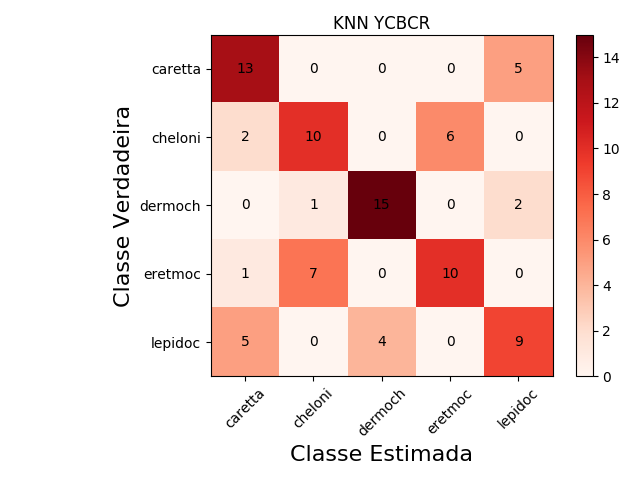 KNN YCBCR
caretta 13 0 0 0 5
cheloni 2 10 0 6 0
dermoch 0 1 15 0 2
eretmoc 1 7 0 10 0
lepidoc 5 0 4 0 9
caretta cheloni dermoch eretmoc lepidoc
Classe Verdadeira
Classe Estimada
14
12
10
8
6
4
2
0